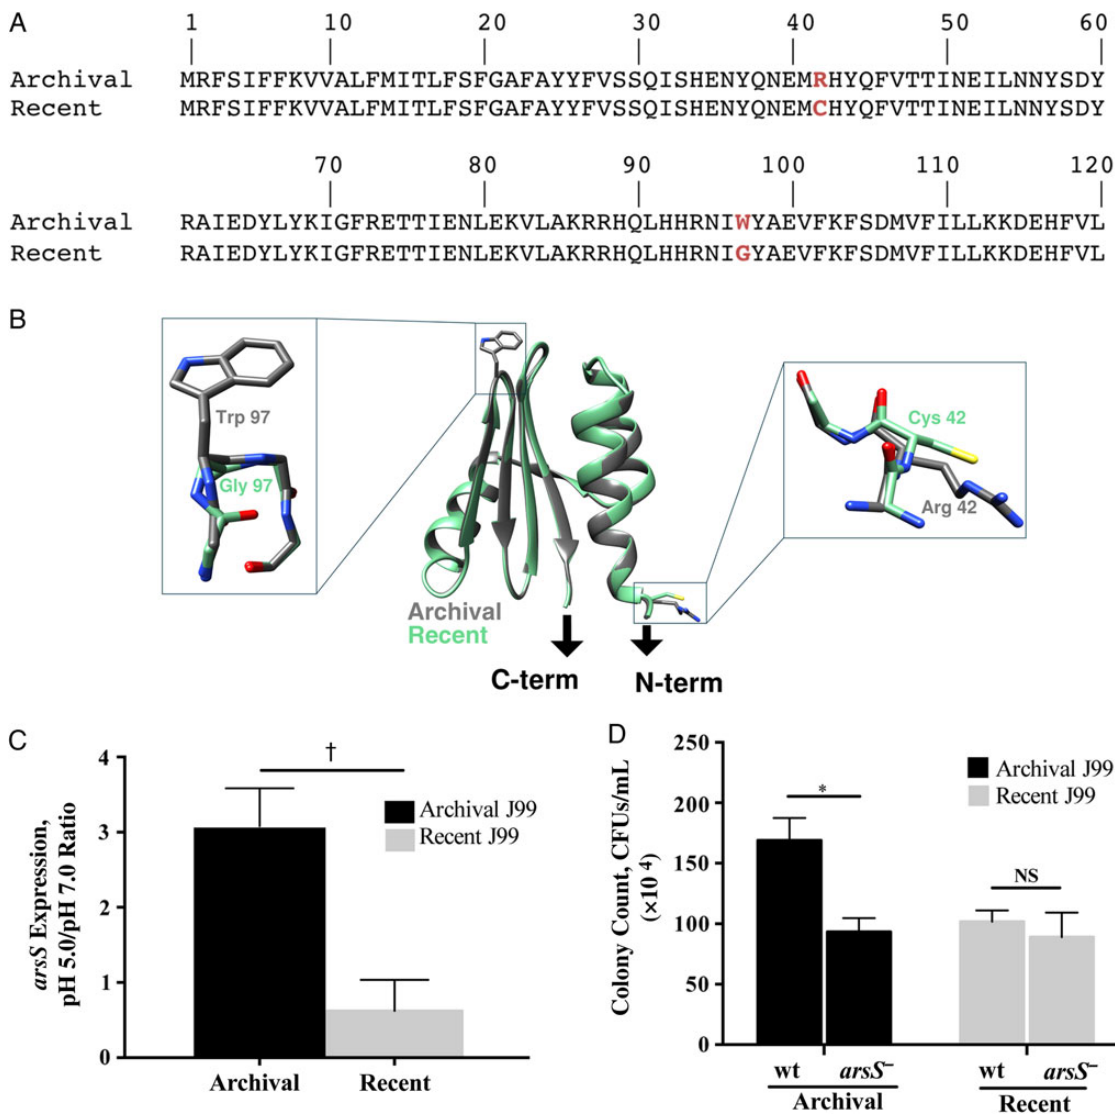 A
1 10 20 30 40 50 60
Archival MRFSIFFKVVALFMITLFSFGAFAYYFVSSQISHENYQNEMRHYQFVTTINEILNNYSDY
Recent MRFSIFFKVVALFMITLFSFGAFAYYFVSSQISHENYQNEMCHYQFVTTINEILNNYSDY
70 80 90 100 110 120
Archival RAIEDYLYKIGFRETTIENLEKVLAKRRHQLHHRNIWYAEVFKFSDMVFILLKKDEHFVL
Recent RAIEDYLYKIGFRETTIENLEKVLAKRRHQLHHRNIGYAEVFKFSDMVFILLKKDEHFVL
B
Trp 97
Gly 97
Cys 42
Arg 42
Archival
Recent
C-term
N-term
C
arsS Expression,
pH 5.0/pH 7.0 Ratio
4
3
2
1
0
†
Archival J99
Recent J99
Archival Recent
D
Colony Count, CFUs/mL
(×10 4)
250
200
150
100
50
0
*
NS
Archival J99
Recent J99
wt arsS– wt arsS–
Archival Recent